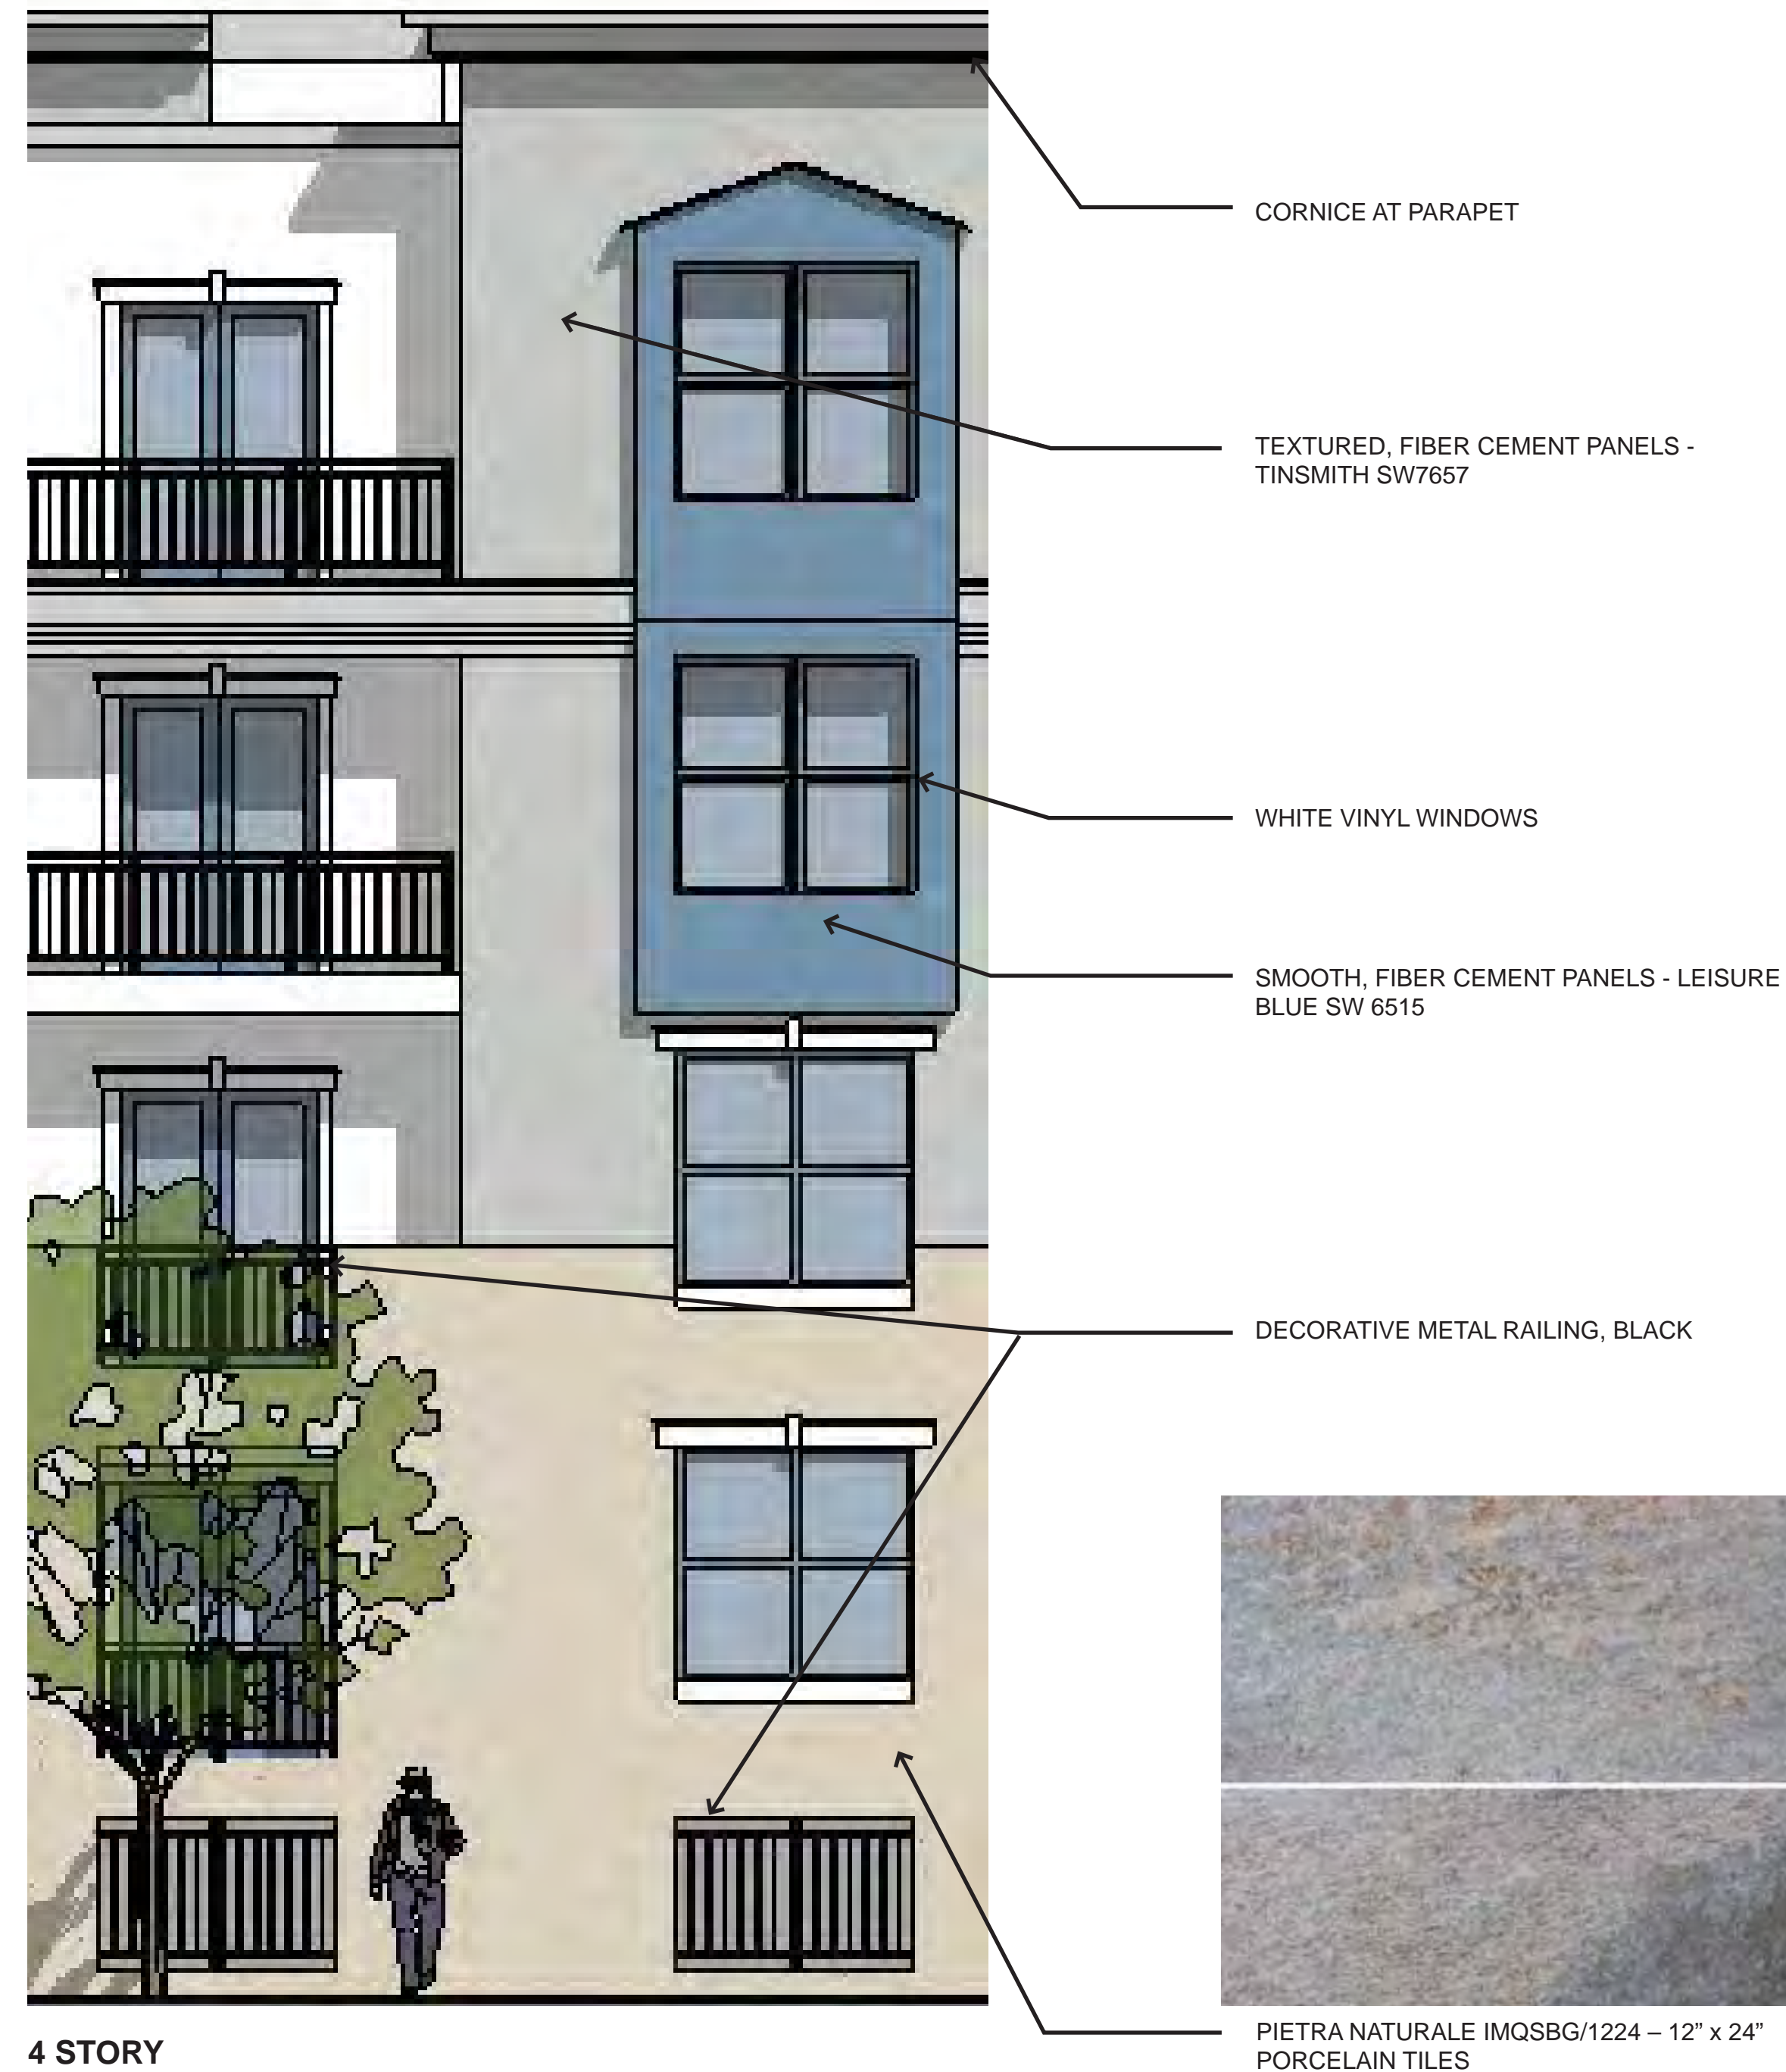 CORNICE AT PARAPET
TEXTURED, FIBER CEMENT PANELS -
TINSMITH SW7657
WHITE VINYL WINDOWS
SMOOTH, FIBER CEMENT PANELS - LEISURE
BLUE SW 6515
DECORATIVE METAL RAILING, BLACK
PIETRA NATURALE IMQSBG/1224 – 12” x 24”
PORCELAIN TILES
4 STORY